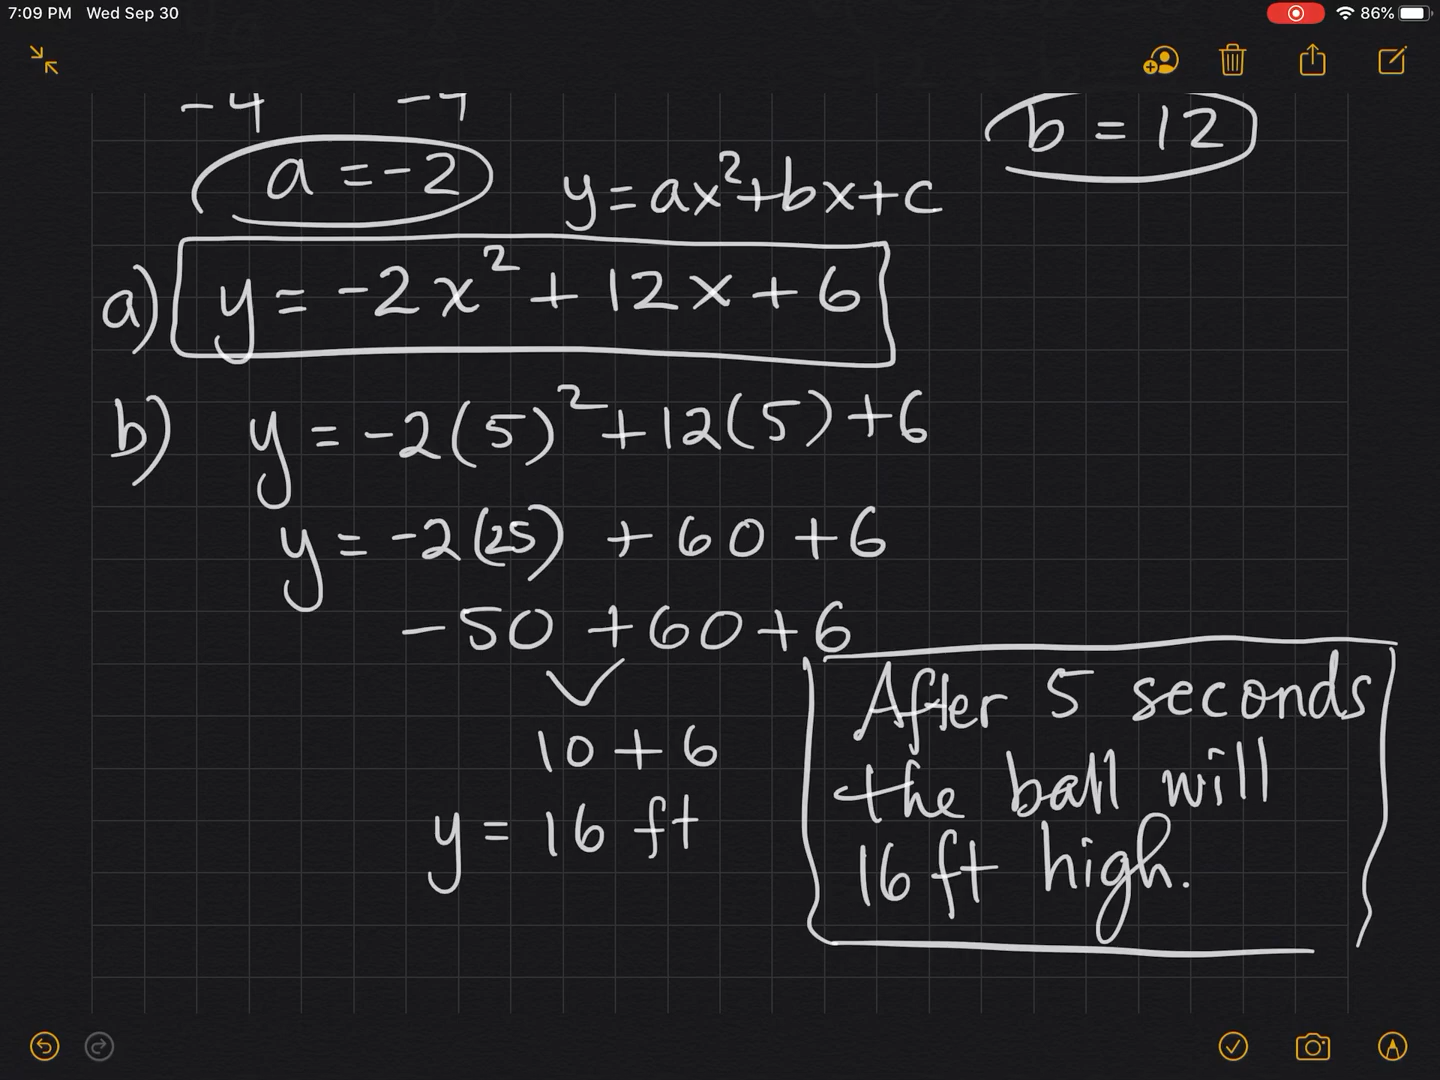 7:09 PM Wed Sep 30 86%
-4 -4
b = 12
a = -2
y = ax²+bx+c
a) y = -2x² + 12x + 6
b) y = -2(5)² + 12(5) + 6
y = -2(25) + 60 + 6
-50 + 60 + 6
10 + 6
y = 16 ft
After 5 seconds
the ball will
16 ft high.